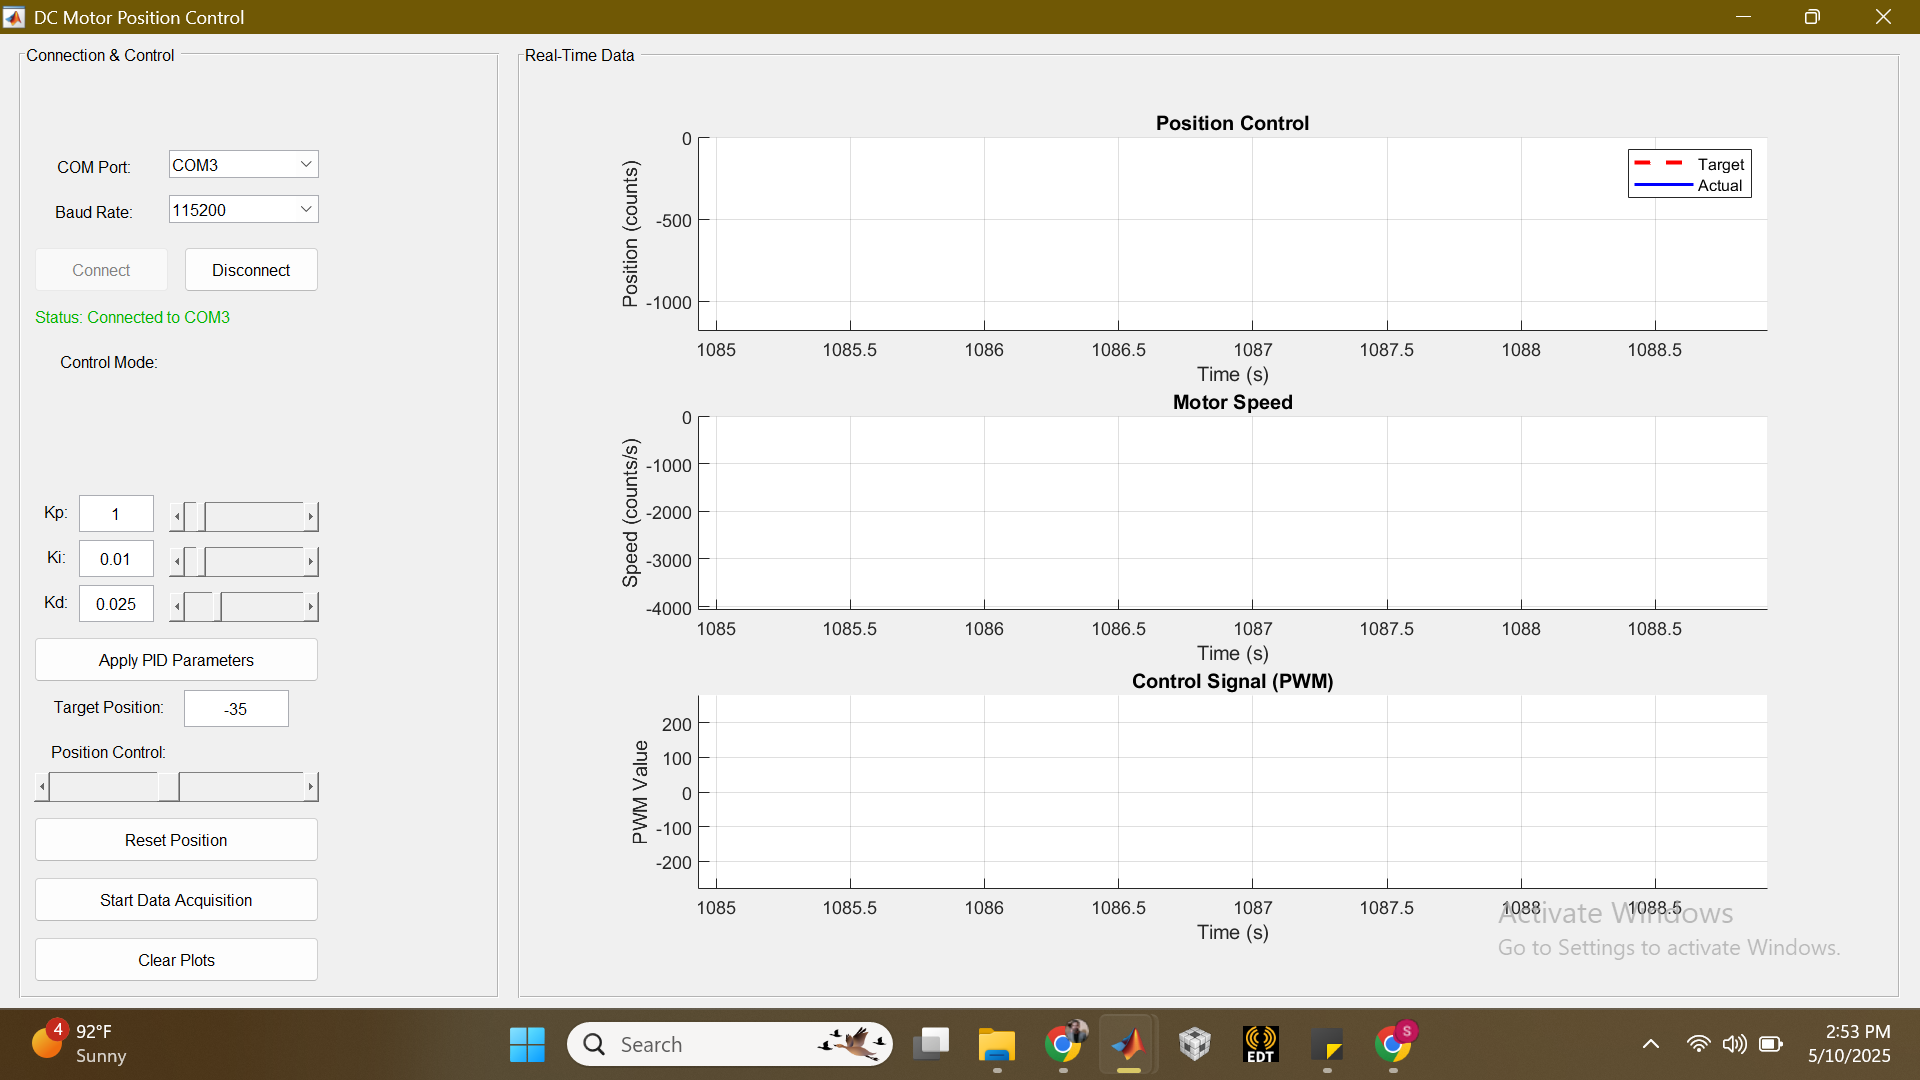 DC Motor Position Control
Connection & Control
COM Port: COM3
Baud Rate: 115200
Connect Disconnect
Status: Connected to COM3
Control Mode:
Kp: 1
Ki: 0.01
Kd: 0.025
Apply PID Parameters
Target Position: -35
Position Control:
Reset Position
Start Data Acquisition
Clear Plots
Real-Time Data
Position Control
Target
Actual
Position (counts)
0
-500
-1000
1085 1085.5 1086 1086.5 1087 1087.5 1088 1088.5
Time (s)
Motor Speed
Speed (counts/s)
0
-1000
-2000
-3000
-4000
1085 1085.5 1086 1086.5 1087 1087.5 1088 1088.5
Time (s)
Control Signal (PWM)
PWM Value
200
100
0
-100
-200
1085 1085.5 1086 1086.5 1087 1087.5 1088 1088.5
Time (s)
Activate Windows
Go to Settings to activate Windows.
4
92°F
Sunny
Search
EDT
S
2:53 PM
5/10/2025